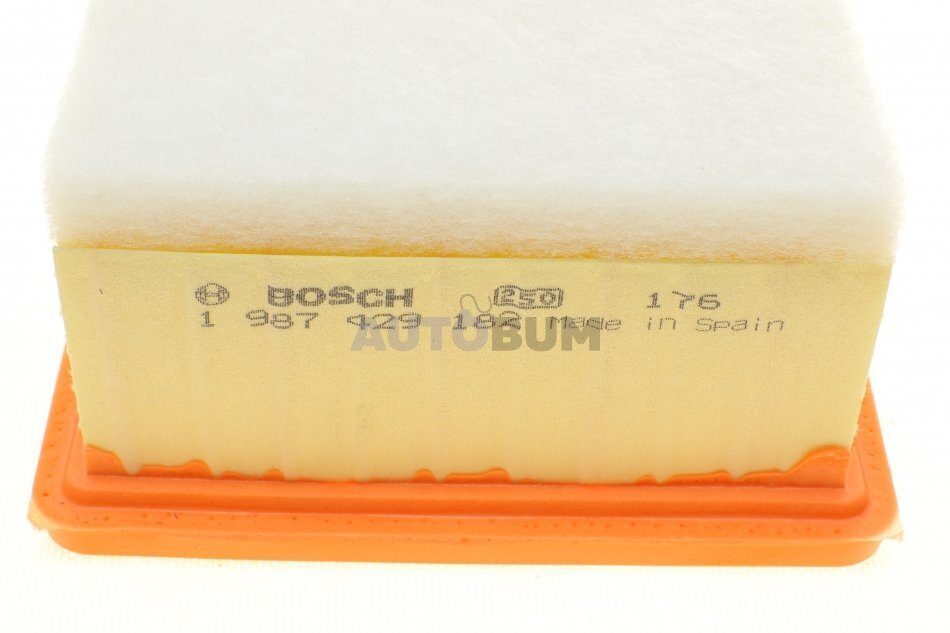 BOSCH 250 176
1 987 429 182 Made in Spain
AUTOBUM